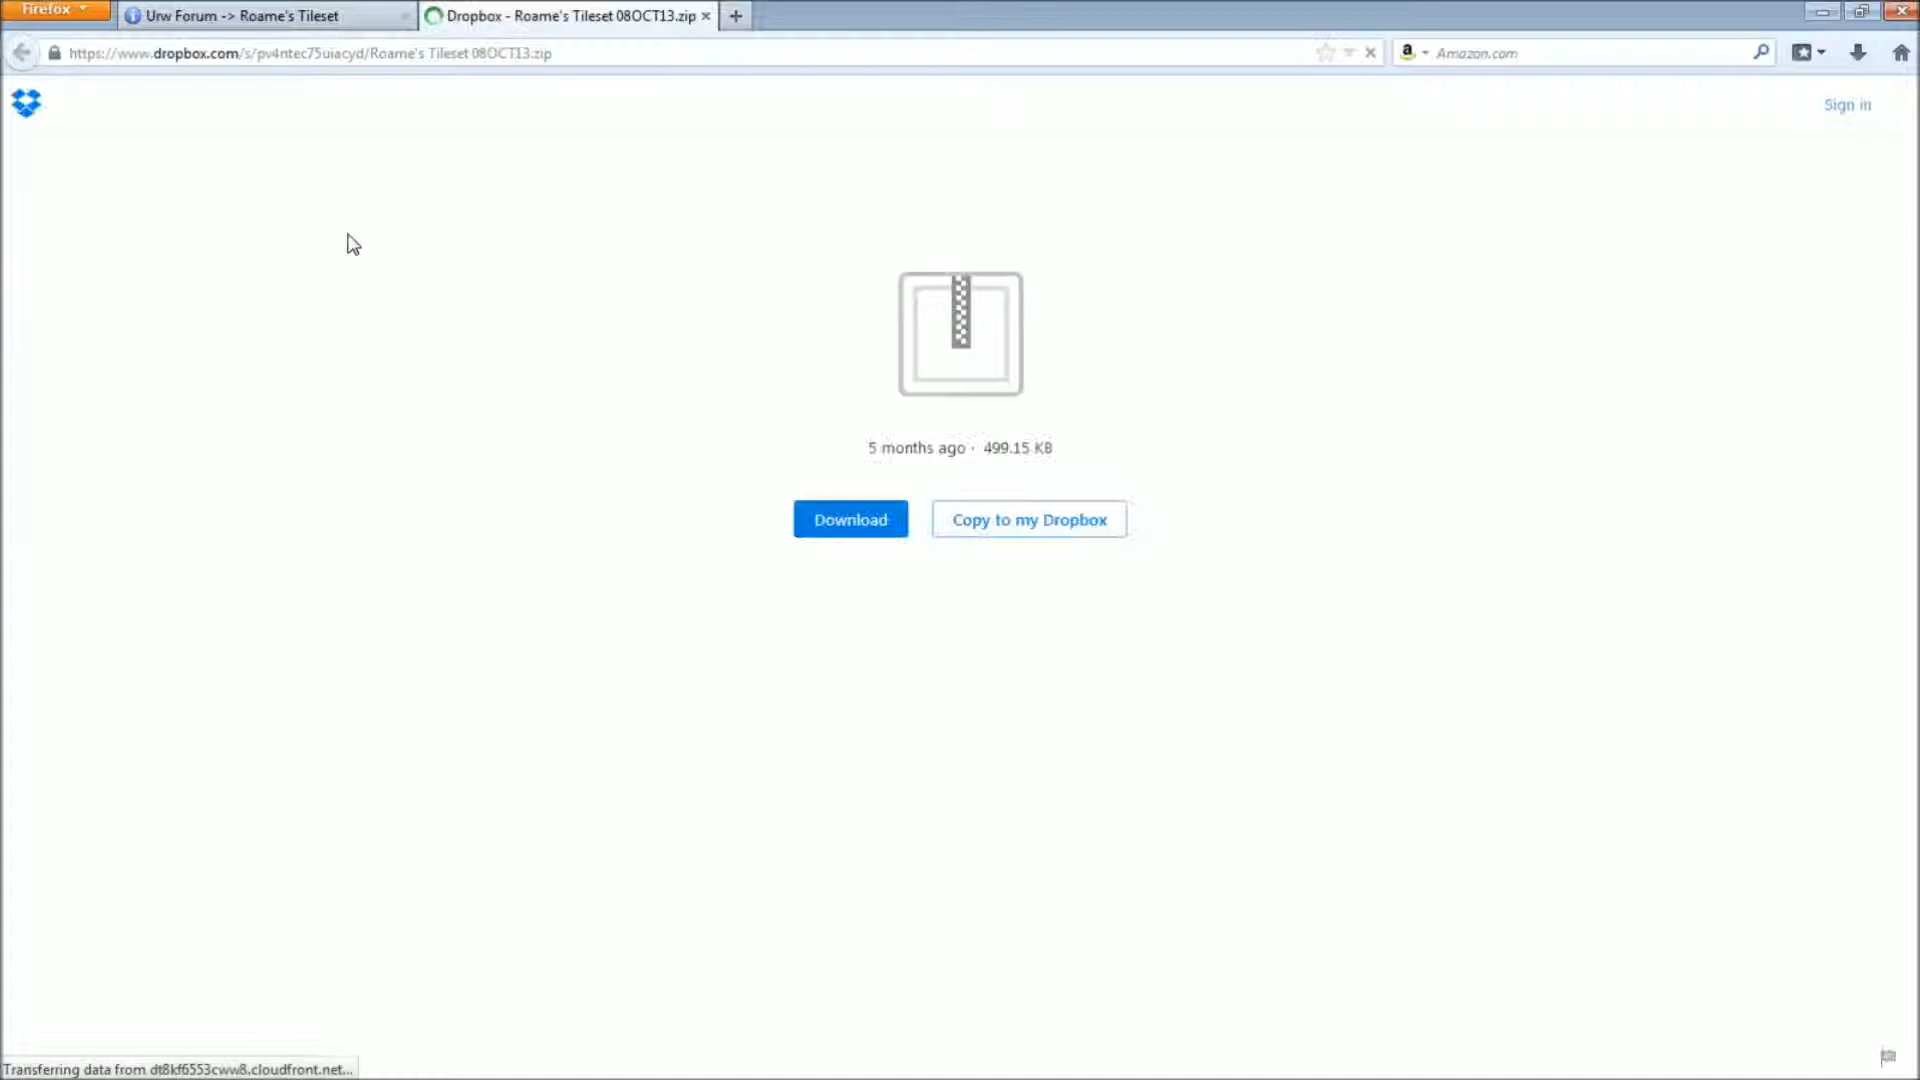 Firefox
Urw Forum -> Roame's Tileset
Dropbox - Roame's Tileset 08OCT13.zip
https://www.dropbox.com/s/pv4ntec75uiacyd/Roame's Tileset 08OCT13.zip
Amazon.com
Sign in
5 months ago · 499.15 KB
Download
Copy to my Dropbox
Transferring data from dt8kf6553cww8.cloudfront.net...